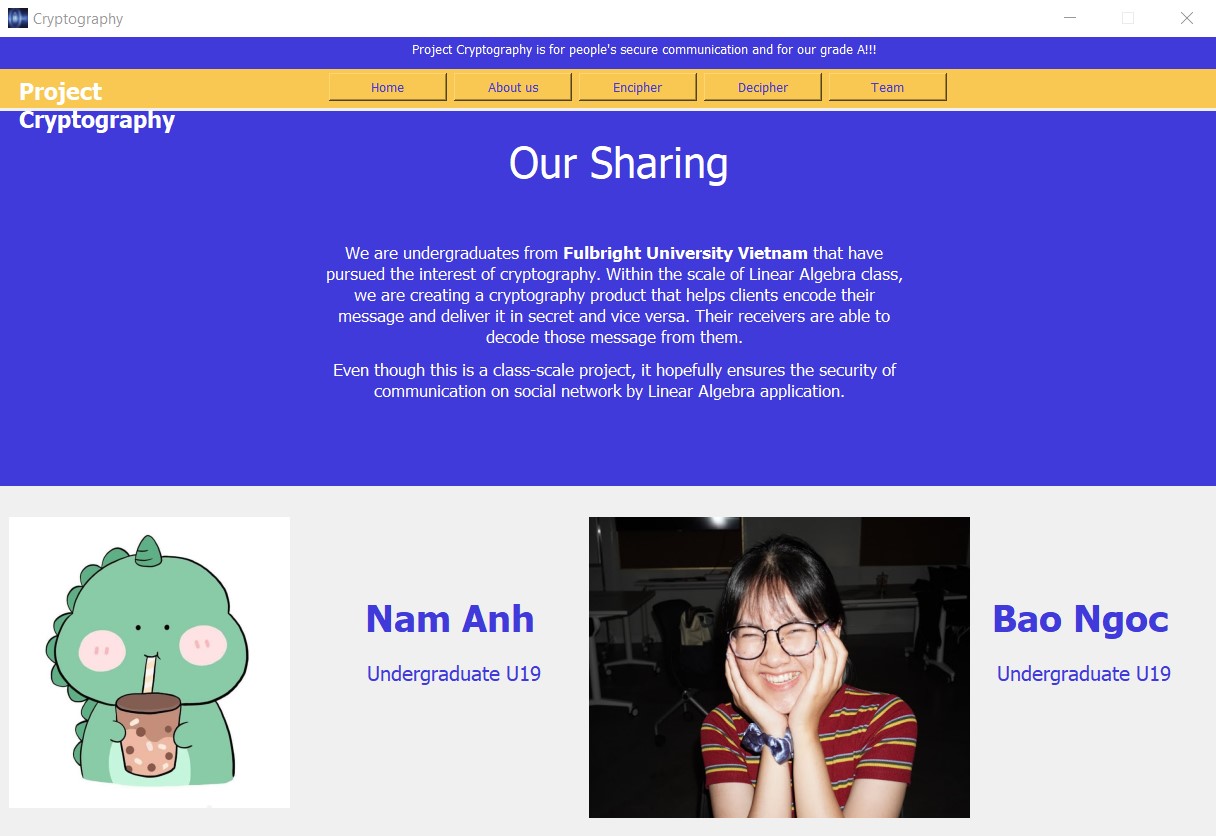 Cryptography
Project Cryptography is for people's secure communication and for our grade A!!!
Project
Cryptography
Home
About us
Encipher
Decipher
Team
Our Sharing
We are undergraduates from Fulbright University Vietnam that have
pursued the interest of cryptography. Within the scale of Linear Algebra class,
we are creating a cryptography product that helps clients encode their
message and deliver it in secret and vice versa. Their receivers are able to
decode those message from them.
Even though this is a class-scale project, it hopefully ensures the security of
communication on social network by Linear Algebra application.
Nam Anh
Undergraduate U19
Bao Ngoc
Undergraduate U19